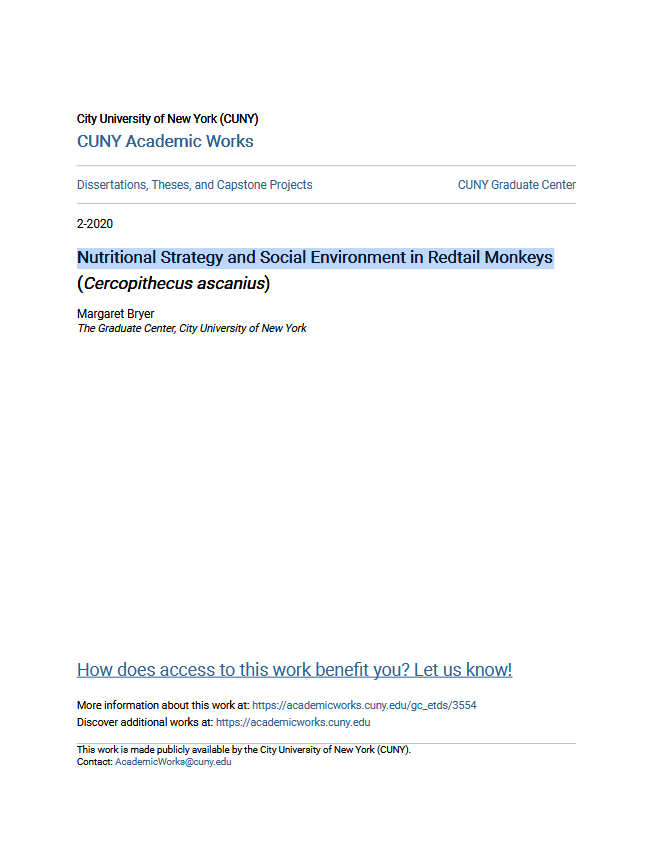 City University of New York (CUNY)
CUNY Academic Works
Dissertations, Theses, and Capstone Projects
CUNY Graduate Center
2-2020
Nutritional Strategy and Social Environment in Redtail Monkeys
(Cercopithecus ascanius)
Margaret Bryer
The Graduate Center, City University of New York
How does access to this work benefit you? Let us know!
More information about this work at: https://academicworks.cuny.edu/gc_etds/3554
Discover additional works at: https://academicworks.cuny.edu
This work is made publicly available by the City University of New York (CUNY).
Contact: AcademicWorks@cuny.edu